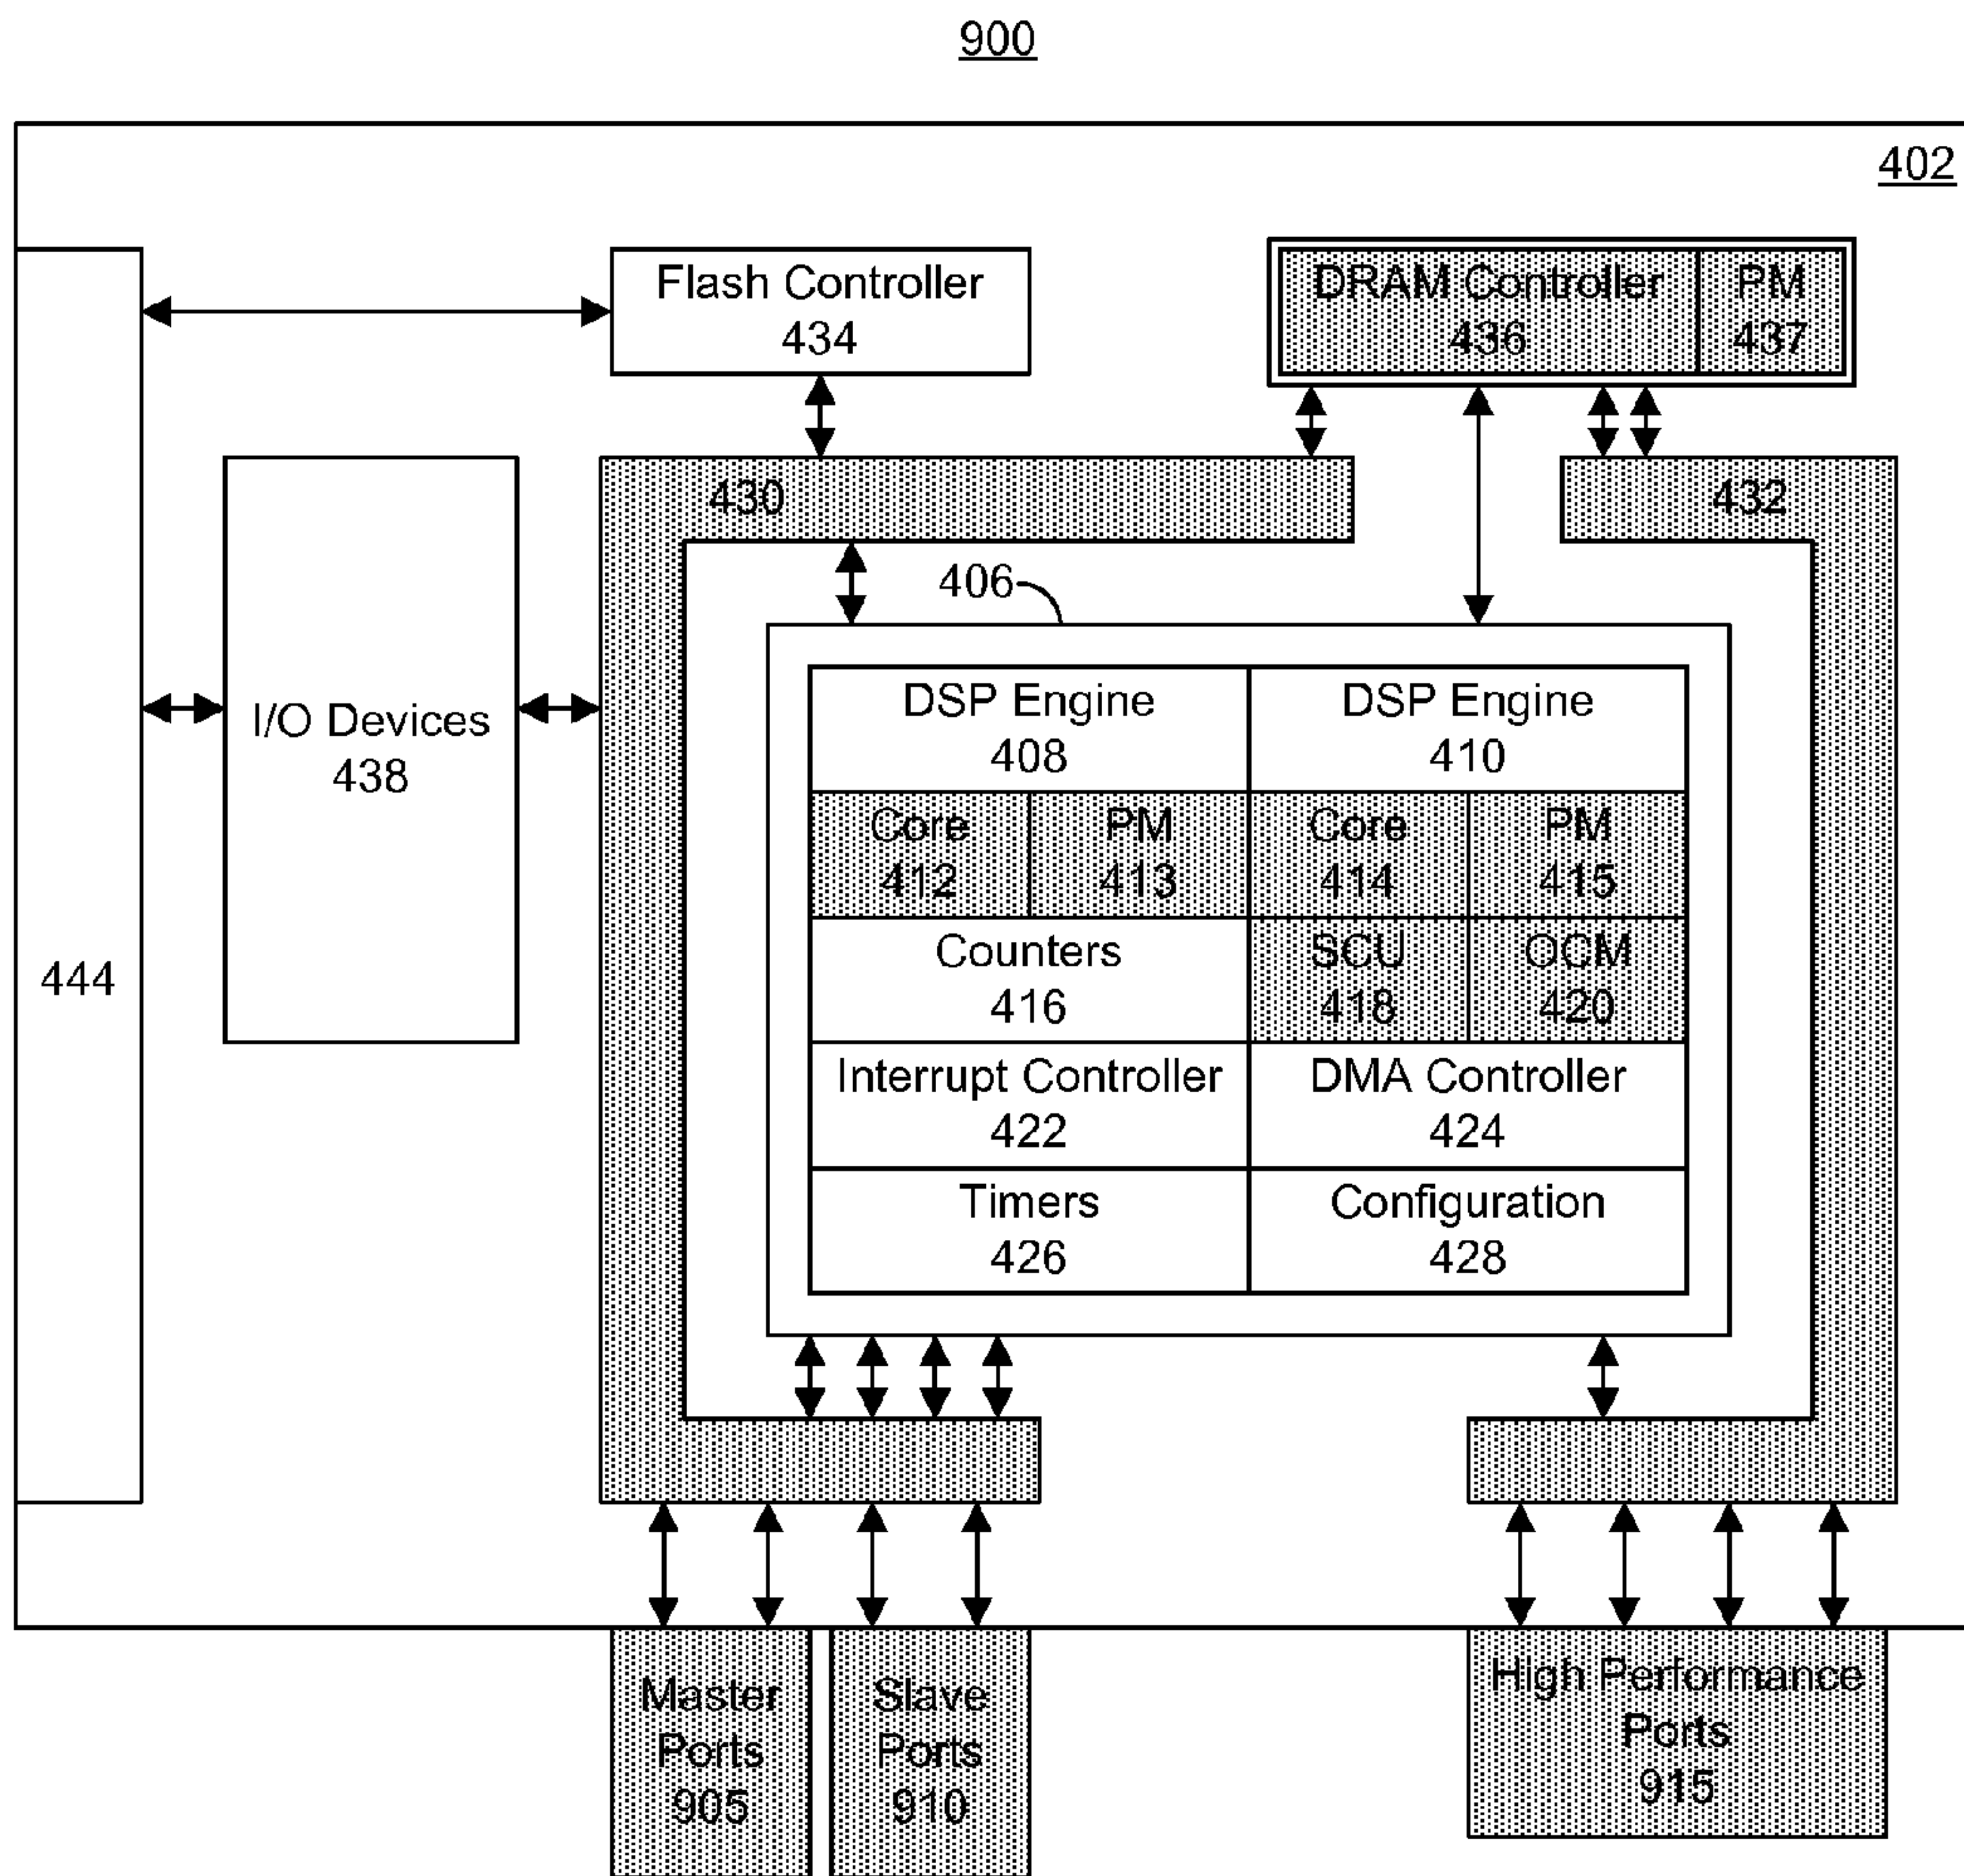 900
402
Flash Controller
434
DRAM Controller
436
PM
437
430
432
406
444
I/O Devices
438
DSP Engine
408
DSP Engine
410
Core
412
PM
413
Core
414
PM
415
Counters
416
SCU
418
OCM
420
Interrupt Controller
422
DMA Controller
424
Timers
426
Configuration
428
Master
Ports
905
Slave
Ports
910
High Performance
Ports
915